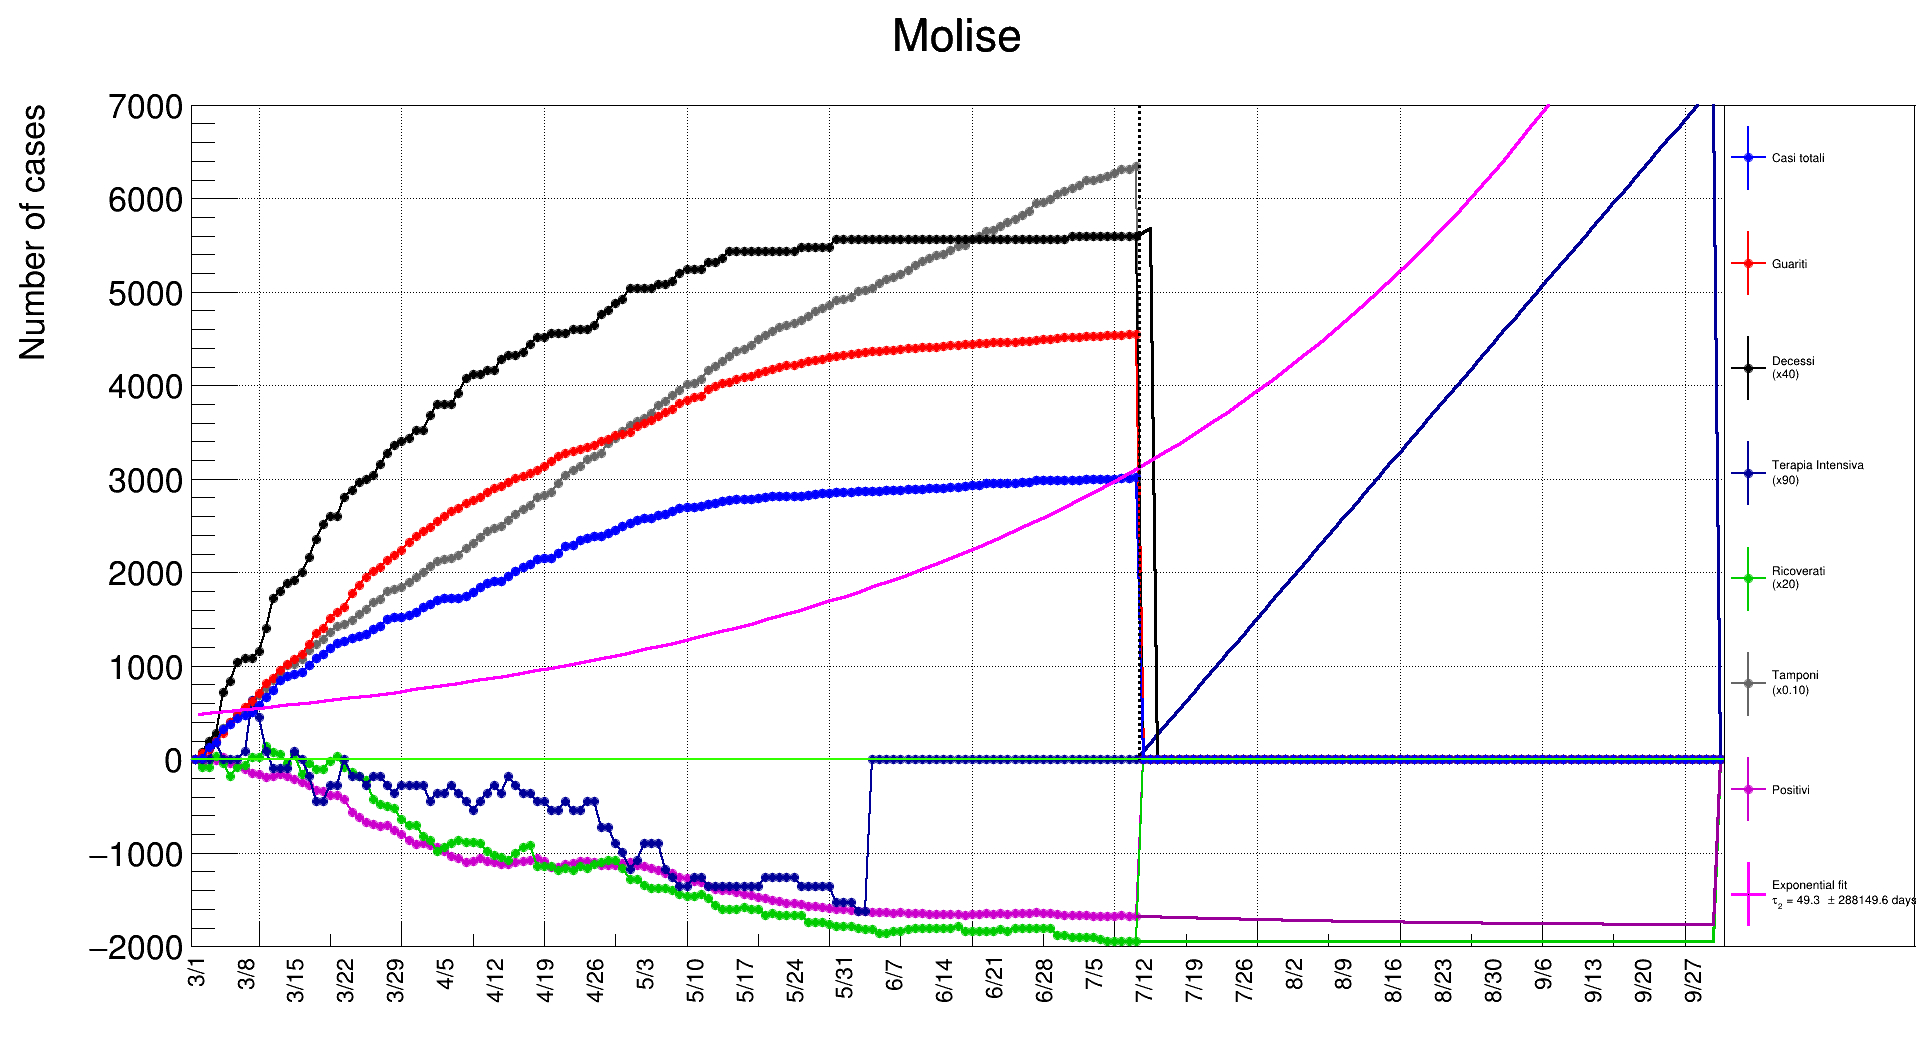 Molise
Number of cases
7000
6000
5000
4000
3000
2000
1000
0
−1000
−2000
3/1
3/8
3/15
3/22
3/29
4/5
4/12
4/19
4/26
5/3
5/10
5/17
5/24
5/31
6/7
6/14
6/21
6/28
7/5
7/12
7/19
7/26
8/2
8/9
8/16
8/23
8/30
9/6
9/13
9/20
9/27
Casi totali
Guariti
Decessi
(x40)
Terapia Intensiva
(x90)
Ricoverati
(x20)
Tamponi
(x0.10)
Positivi
Exponential fit
τ2 = 49.3 ± 288149.6 days